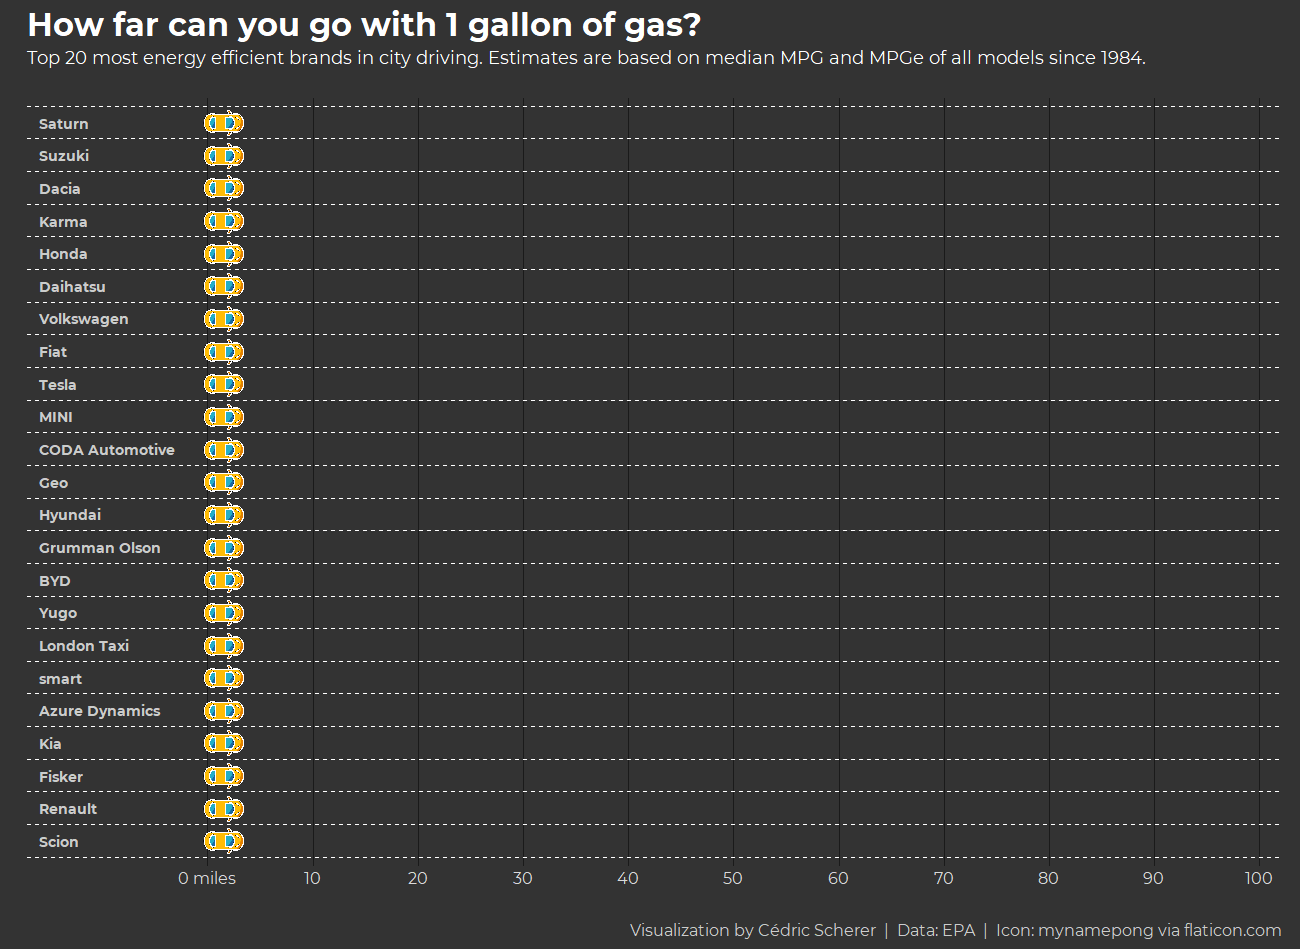 How far can you go with 1 gallon of gas?
Top 20 most energy efficient brands in city driving. Estimates are based on median MPG and MPGe of all models since 1984.
Saturn
Suzuki
Dacia
Karma
Honda
Daihatsu
Volkswagen
Fiat
Tesla
MINI
CODA Automotive
Geo
Hyundai
Grumman Olson
BYD
Yugo
London Taxi
smart
Azure Dynamics
Kia
Fisker
Renault
Scion
0 miles 10 20 30 40 50 60 70 80 90 100
Visualization by Cédric Scherer | Data: EPA | Icon: mynamepong via flaticon.com